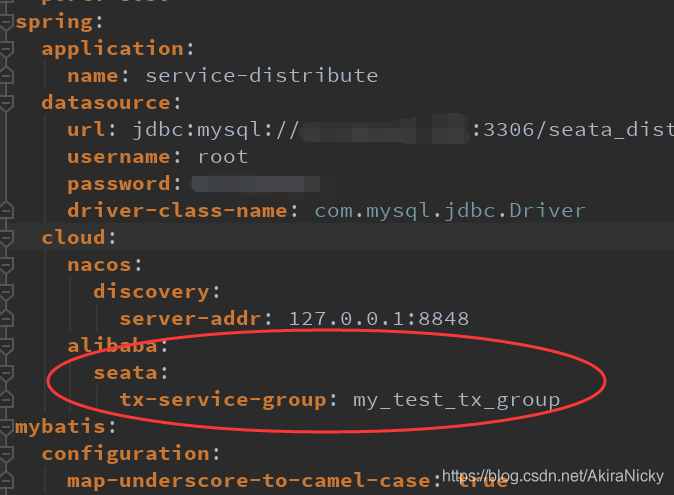 spring:
  application:
    name: service-distribute
  datasource:
    url: jdbc:mysql:// :3306/seata_dist
    username: root
    password:
    driver-class-name: com.mysql.jdbc.Driver
  cloud:
    nacos:
      discovery:
        server-addr: 127.0.0.1:8848
    alibaba:
      seata:
        tx-service-group: my_test_tx_group
mybatis:
  configuration:
    map-underscore-to-camel-case: true
https://blog.csdn.net/AkiraNicky